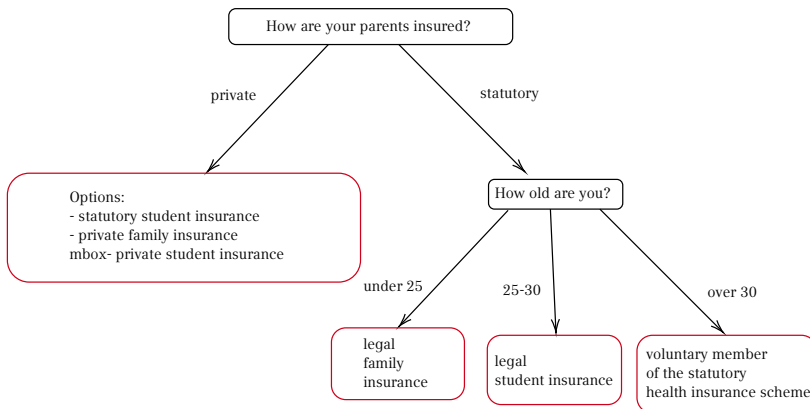 How are your parents insured?
private
statutory
Options:
- statutory student insurance
- private family insurance
mbox- private student insurance
How old are you?
under 25
25-30
over 30
legal
family
insurance
legal
student insurance
voluntary member
of the statutory
health insurance scheme